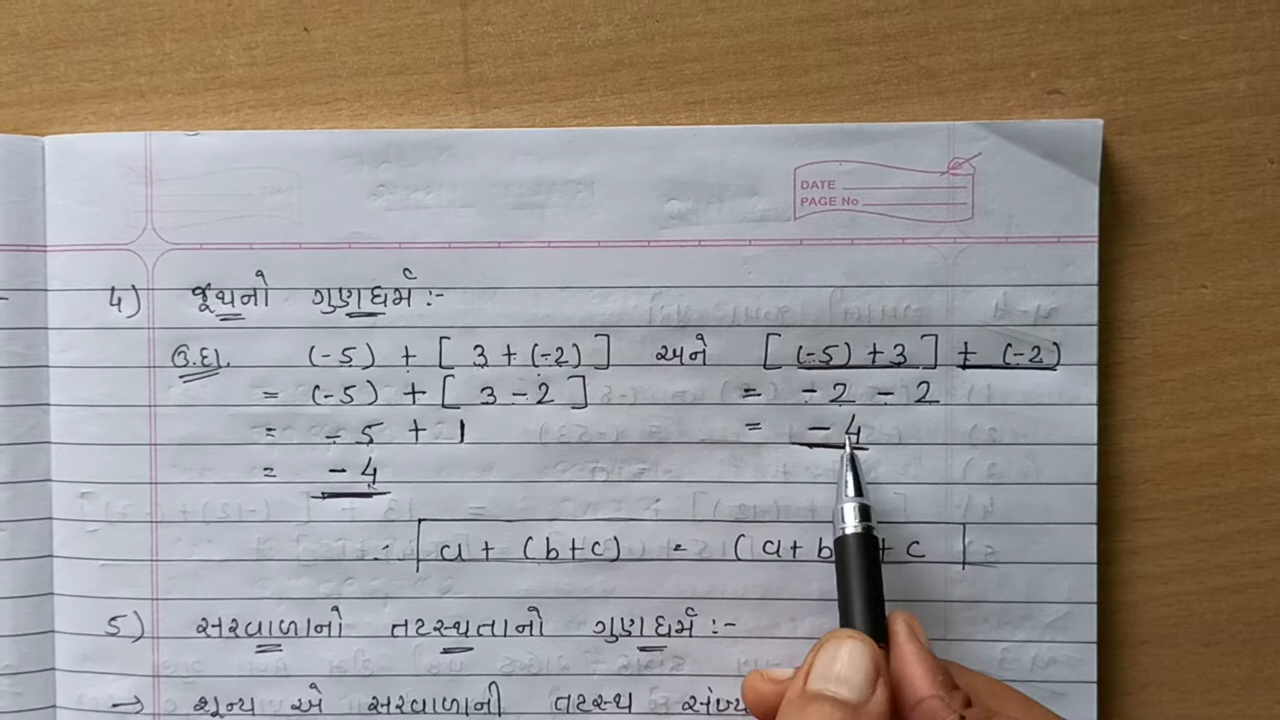 DATE
PAGE No
4) જૂથનો ગુણધર્મ :-
ઉ.દા. (-5) + [ 3 + (-2) ] અને [ (-5) + 3 ] + (-2)
= (-5) + [ 3 - 2 ] = - 2 - 2
= - 5 + 1 = - 4
= - 4
∴ a + (b+c) = (a+b + c
5) સરવાળાનો તટસ્થતાનો ગુણધર્મ :-
→ શૂન્ય એ સરવાળાની તટસ્થ